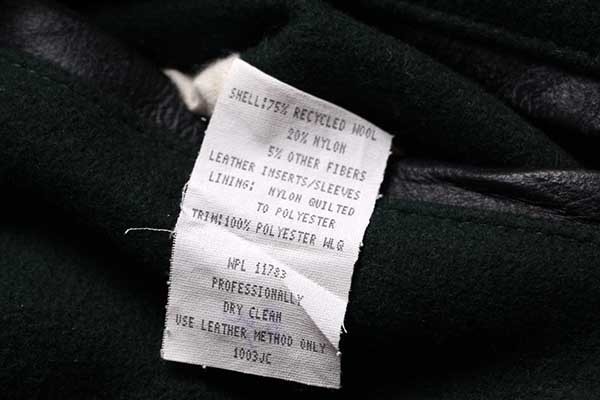 SHELL:75% RECYCLED WOOL
20% NYLON
5% OTHER FIBERS
LEATHER INSERTS/SLEEVES
LINING: NYLON QUILTED
TO POLYESTER
TRIM:100% POLYESTER WLQ
WPL 11783
PROFESSIONALLY
DRY CLEAN
USE LEATHER METHOD ONLY
1003JC